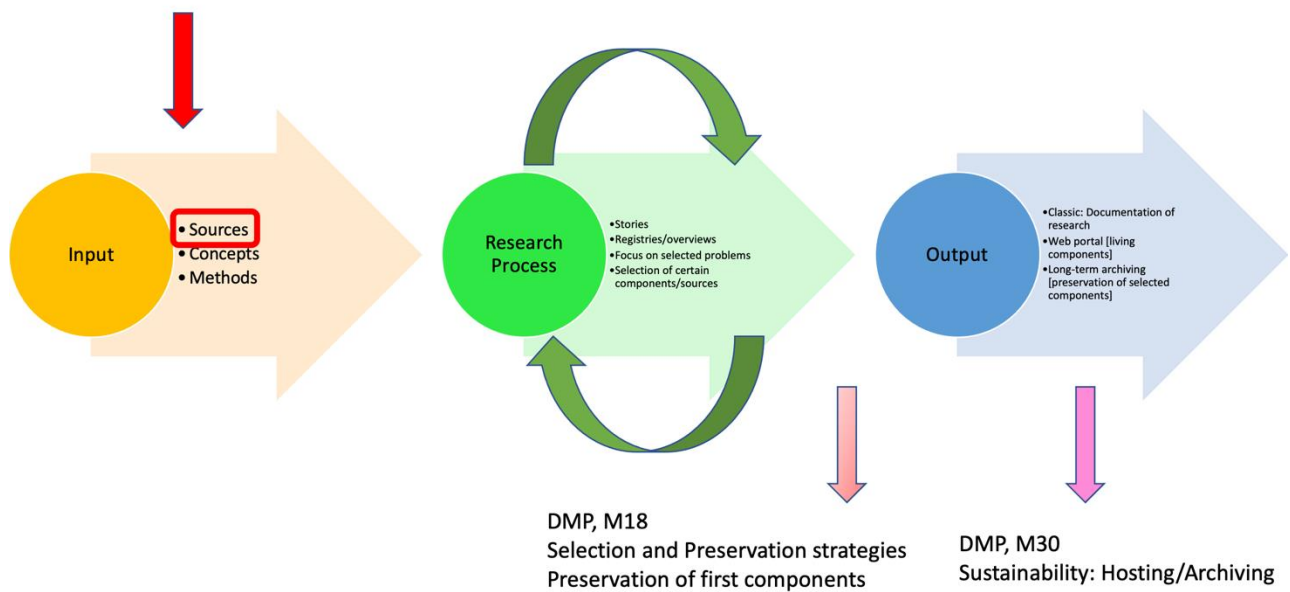 Input
• Sources
• Concepts
• Methods
Research
Process
•Stories
•Registries/overviews
•Focus on selected problems
•Selection of certain
components/sources
Output
•Classic: Documentation of
research
•Web portal [living
components]
•Long-term archiving
[preservation of selected
components]
DMP, M18
Selection and Preservation strategies
Preservation of first components
DMP, M30
Sustainability: Hosting/Archiving